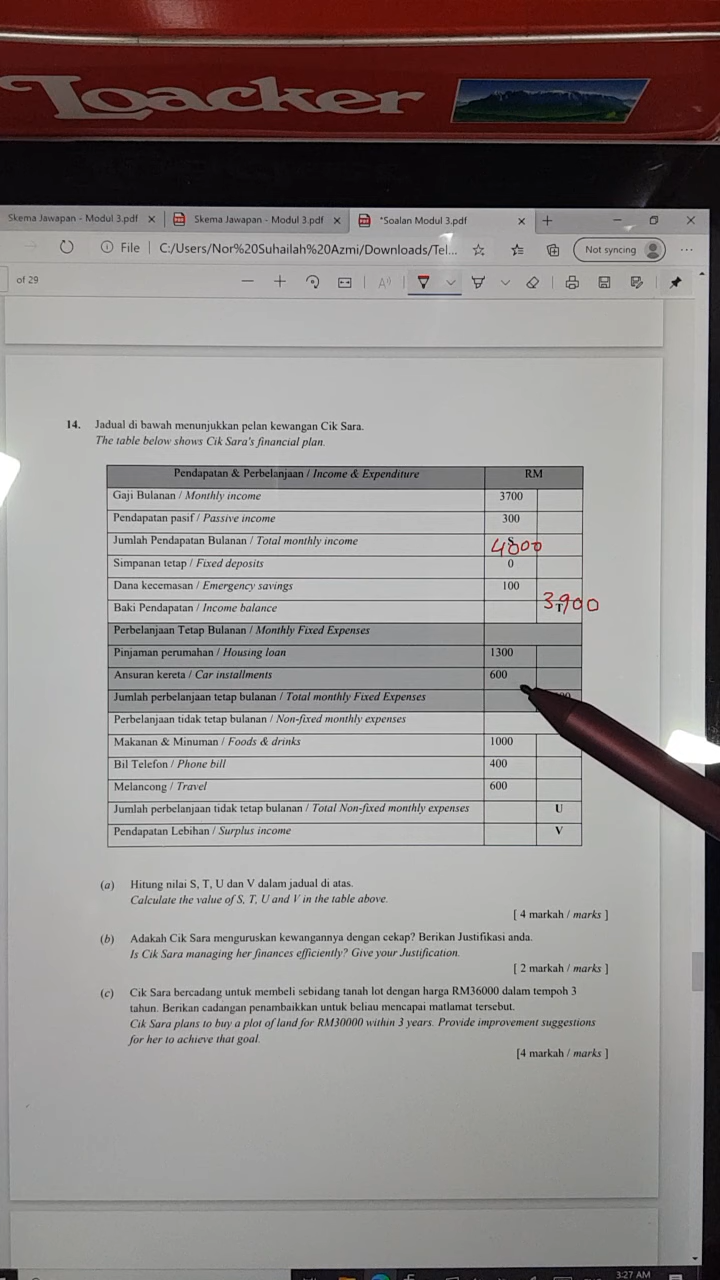 Loacker
Skema Jawapan - Modul 3.pdf
Skema Jawapan - Modul 3.pdf
*Soalan Modul 3.pdf
File
C:/Users/Nor%20Suhailah%20Azmi/Downloads/Tel...
Not syncing
of 29
14. Jadual di bawah menunjukkan pelan kewangan Cik Sara.
The table below shows Cik Sara's financial plan.
Pendapatan & Perbelanjaan / Income & Expenditure RM
Gaji Bulanan / Monthly income 3700
Pendapatan pasif / Passive income 300
Jumlah Pendapatan Bulanan / Total monthly income S 4000
Simpanan tetap / Fixed deposits 0
Dana kecemasan / Emergency savings 100
Baki Pendapatan / Income balance T 3900
Perbelanjaan Tetap Bulanan / Monthly Fixed Expenses
Pinjaman perumahan / Housing loan 1300
Ansuran kereta / Car installments 600
Jumlah perbelanjaan tetap bulanan / Total monthly Fixed Expenses
Perbelanjaan tidak tetap bulanan / Non-fixed monthly expenses
Makanan & Minuman / Foods & drinks 1000
Bil Telefon / Phone bill 400
Melancong / Travel 600
Jumlah perbelanjaan tidak tetap bulanan / Total Non-fixed monthly expenses U
Pendapatan Lebihan / Surplus income V
(a) Hitung nilai S, T, U dan V dalam jadual di atas.
Calculate the value of S, T, U and V in the table above.
[ 4 markah / marks ]
(b) Adakah Cik Sara menguruskan kewangannya dengan cekap? Berikan Justifikasi anda.
Is Cik Sara managing her finances efficiently? Give your Justification.
[ 2 markah / marks ]
(c) Cik Sara bercadang untuk membeli sebidang tanah lot dengan harga RM36000 dalam tempoh 3
tahun. Berikan cadangan penambaikkan untuk beliau mencapai matlamat tersebut.
Cik Sara plans to buy a plot of land for RM30000 within 3 years. Provide improvement suggestions
for her to achieve that goal.
[4 markah / marks ]
3:27 AM